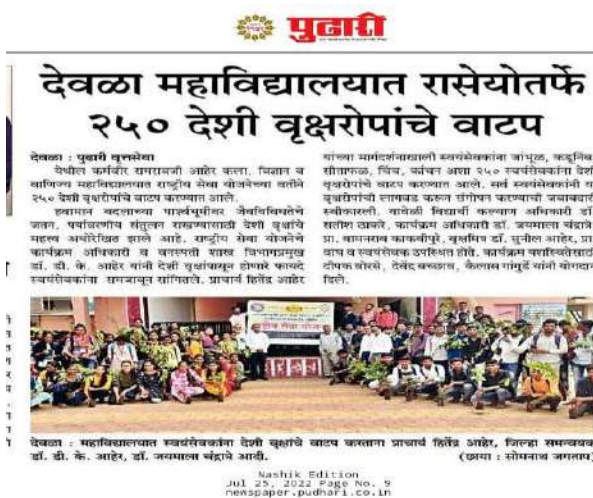 पुढारी
देवळा महाविद्यालयात रासेयोतर्फे
२५० देशी वृक्षरोपांचे वाटप
देवळा : पुढारी वृत्तसेवा
येथील कर्मवीर रामरावजी आहेर कला, विज्ञान व
वाणिज्य महाविद्यालयात राष्ट्रीय सेवा योजनेच्या वतीने
२५० देशी वृक्षरोपांचे वाटप करण्यात आले.
हवामान बदलाच्या पार्श्वभूमीवर जैवविविधतेचे
जतन, पर्यावरणीय संतुलन राखण्यासाठी देशी वृक्षांचे
महत्त्व अधोरेखित झाले आहे. राष्ट्रीय सेवा योजनेचे
कार्यक्रम अधिकारी व वनस्पती शास्त्र विभागप्रमुख
डॉ. डी. के. आहेर यांनी देशी वृक्षांपासून होणारे फायदे
स्वयंसेवकांना समजावून सांगितले. प्राचार्य हितेंद्र आहेर
यांच्या मार्गदर्शनाखाली स्वयंसेवकांना जांभूळ, कडूनिंब
सीताफळ, चिंच, कांचन अशा २५० स्वयंसेवकांना देशी
वृक्षरोपांचे वाटप करण्यात आले. सर्व स्वयंसेवकांनी या
वृक्षरोपांची लागवड करून संगोपन करण्याची जबाबदारी
स्वीकारली. यावेळी विद्यार्थी कल्याण अधिकारी डॉ
सतीश ठाकरे, कार्यक्रम अधिकारी डॉ. जयमाला चंद्रात्रे
प्रा. बामनराव काकवीपुरे, वृक्षमित्र डॉ. सुनील आहेर, प्रा
वाघ व स्वयंसेवक उपस्थित होते. कार्यक्रम यशस्वितेसाठी
दीपक बोरसे, देवेंद्र बच्छाव, कैलास गांगुर्डे यांनी योगदान
दिले.
राष्ट्रीय सेवा योजना
देवळा : महाविद्यालयात स्वयंसेवकांना देशी वृक्षांचे वाटप करताना प्राचार्य हितेंद्र आहेर, जिल्हा समन्वयक
डॉ. डी. के. आहेर, डॉ. जयमाला चंद्रात्रे आदी. (छाया : सोमनाथ जगताप)
Nashik Edition
Jul 25, 2022 Page No. 9
newspaper.pudhari.co.in